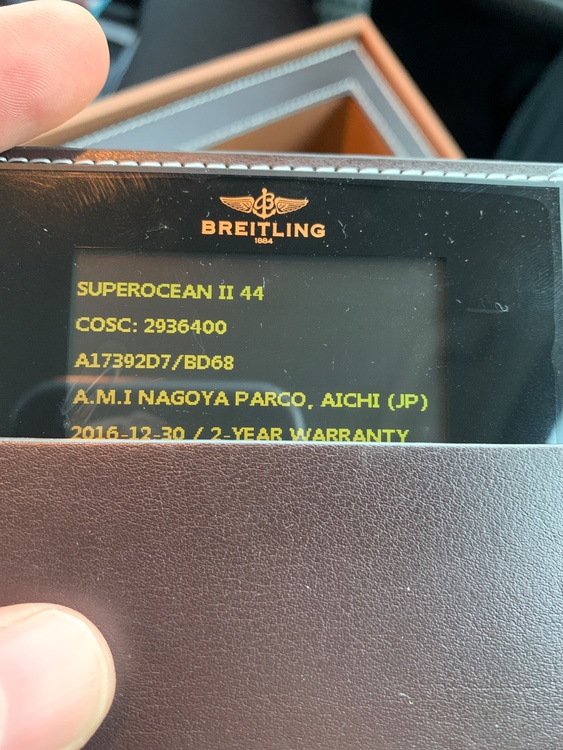 BREITLING
1884
SUPEROCEAN II 44
COSC: 2936400
A17392D7/BD68
A.M.I NAGOYA PARCO, AICHI (JP)
2016-12-30 / 2-YEAR WARRANTY